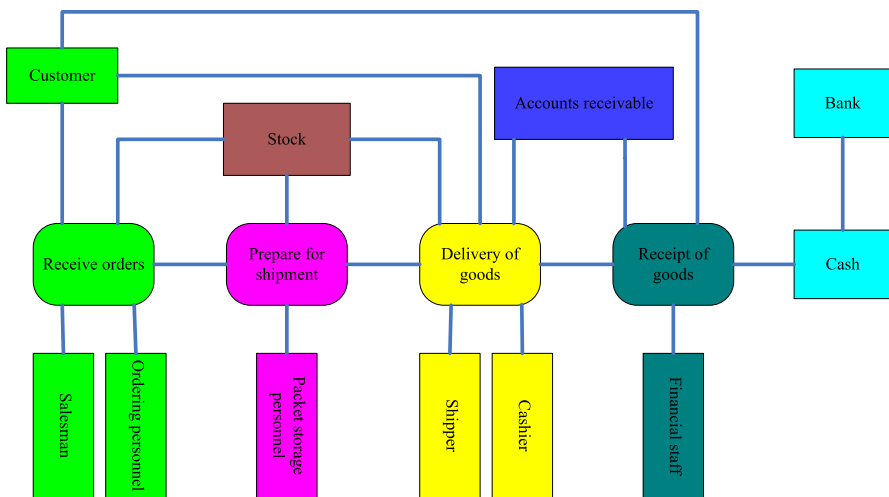 Customer
Stock
Accounts receivable
Bank
Receive orders
Prepare for
shipment
Delivery of
goods
Receipt of
goods
Cash
Salesman
Ordering personnel
Packet storage
personnel
Shipper
Cashier
Financial staff